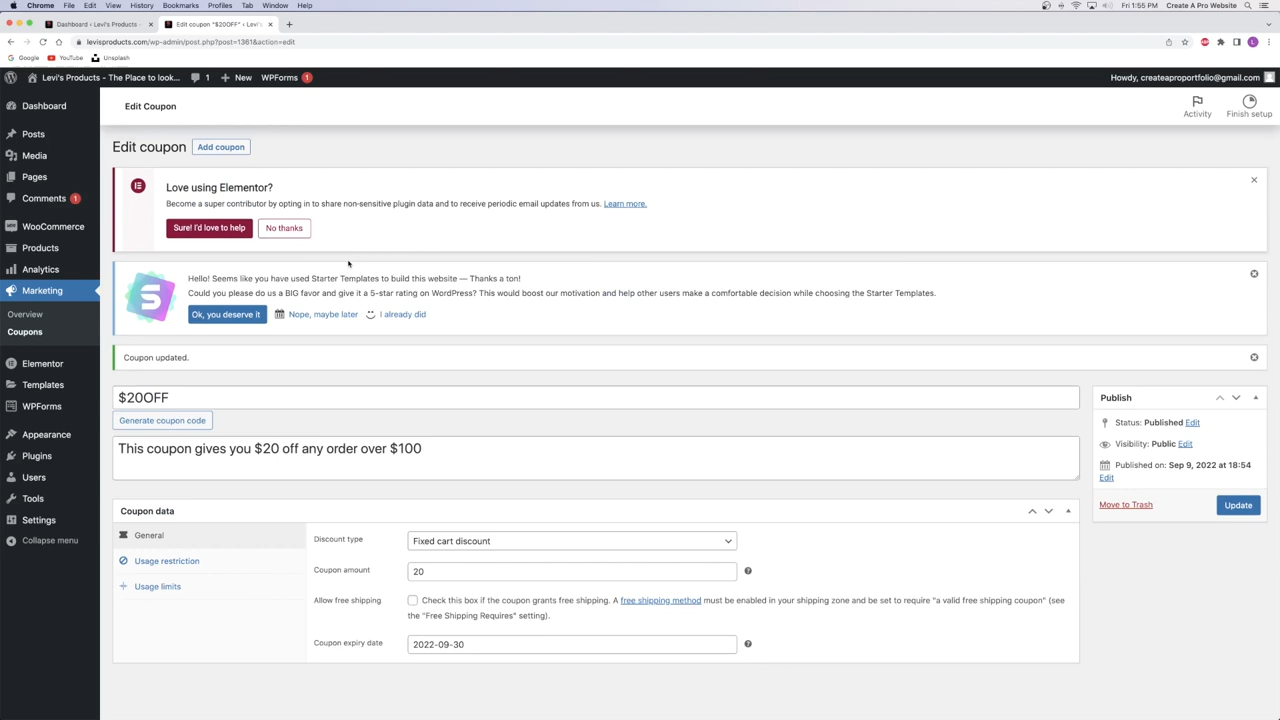 Chrome File Edit View History Bookmarks Profiles Tab Window Help
Fri 1:55 PM Create A Pro Website
Dashboard ‹ Levi's Products -
Edit coupon "$20OFF" ‹ Levi's
levisproducts.com/wp-admin/post.php?post=1361&action=edit
Google YouTube Unsplash
Levi's Products – The Place to look... 1 New WPForms 1
Howdy, createaproportfolio@gmail.com
Dashboard
Posts
Media
Pages
Comments 1
WooCommerce
Products
Analytics
Marketing
Overview
Coupons
Elementor
Templates
WPForms
Appearance
Plugins
Users
Tools
Settings
Collapse menu
Edit Coupon
Activity
Finish setup
Edit coupon Add coupon
Love using Elementor?
Become a super contributor by opting in to share non-sensitive plugin data and to receive periodic email updates from us. Learn more.
Sure! I'd love to help No thanks
Hello! Seems like you have used Starter Templates to build this website — Thanks a ton!
Could you please do us a BIG favor and give it a 5-star rating on WordPress? This would boost our motivation and help other users make a comfortable decision while choosing the Starter Templates.
Ok, you deserve it Nope, maybe later I already did
Coupon updated.
$20OFF
Generate coupon code
This coupon gives you $20 off any order over $100
Coupon data
General
Usage restriction
Usage limits
Discount type Fixed cart discount
Coupon amount 20
Allow free shipping Check this box if the coupon grants free shipping. A free shipping method must be enabled in your shipping zone and be set to require "a valid free shipping coupon" (see
the "Free Shipping Requires" setting).
Coupon expiry date 2022-09-30
Publish
Status: Published Edit
Visibility: Public Edit
Published on: Sep 9, 2022 at 18:54
Edit
Move to Trash Update